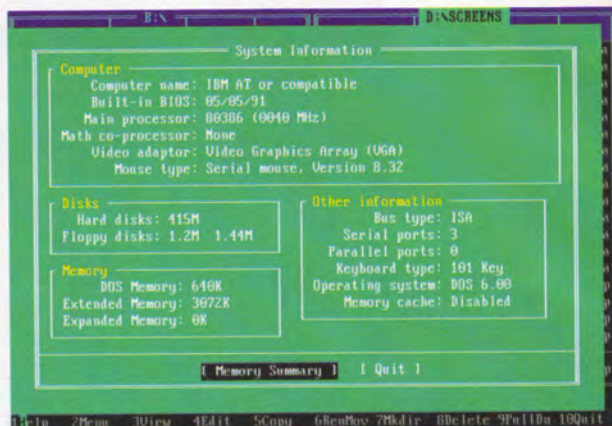 B:\ D:\SCREENS
System Information
Computer
Computer name: IBM AT or compatible
Built-in BIOS: 05/05/91
Main processor: 80386 (0040 MHz)
Math co-processor: None
Video adaptor: Video Graphics Array (VGA)
Mouse type: Serial mouse, Version 8.32
Disks
Hard disks: 415M
Floppy disks: 1.2M 1.44M
Memory
DOS Memory: 640K
Extended Memory: 3072K
Expanded Memory: 0K
Other information
Bus type: ISA
Serial ports: 3
Parallel ports: 0
Keyboard type: 101 Key
Operating system: DOS 6.00
Memory cache: Disabled
[ Memory Summary ] [ Quit ]
1Help 2Menu 3View 4Edit 5Copy 6RenMov 7Mkdir 8Delete 9PullDn 10Quit